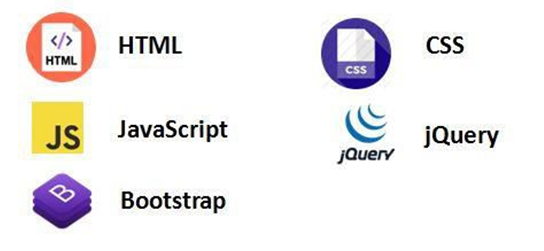 </> HTML HTML
CSS CSS
JS JavaScript
jQuery jQuery
B Bootstrap